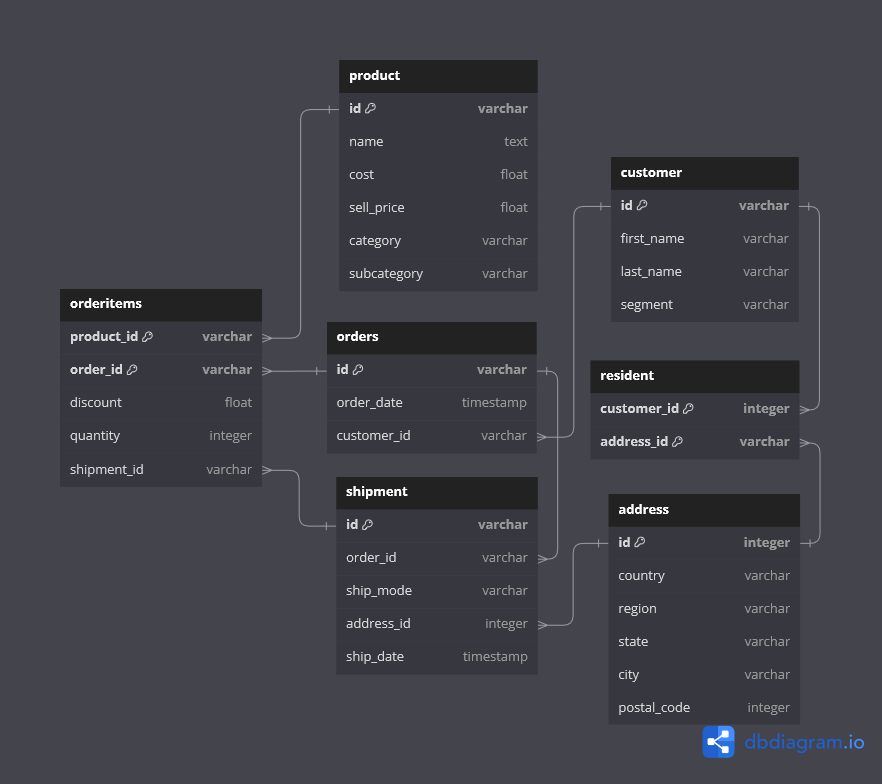 product
id varchar
name text
cost float
sell_price float
category varchar
subcategory varchar
customer
id varchar
first_name varchar
last_name varchar
segment varchar
orderitems
product_id varchar
order_id varchar
discount float
quantity integer
shipment_id varchar
orders
id varchar
order_date timestamp
customer_id varchar
resident
customer_id integer
address_id varchar
shipment
id varchar
order_id varchar
ship_mode varchar
address_id integer
ship_date timestamp
address
id integer
country varchar
region varchar
state varchar
city varchar
postal_code integer
dbdiagram.io